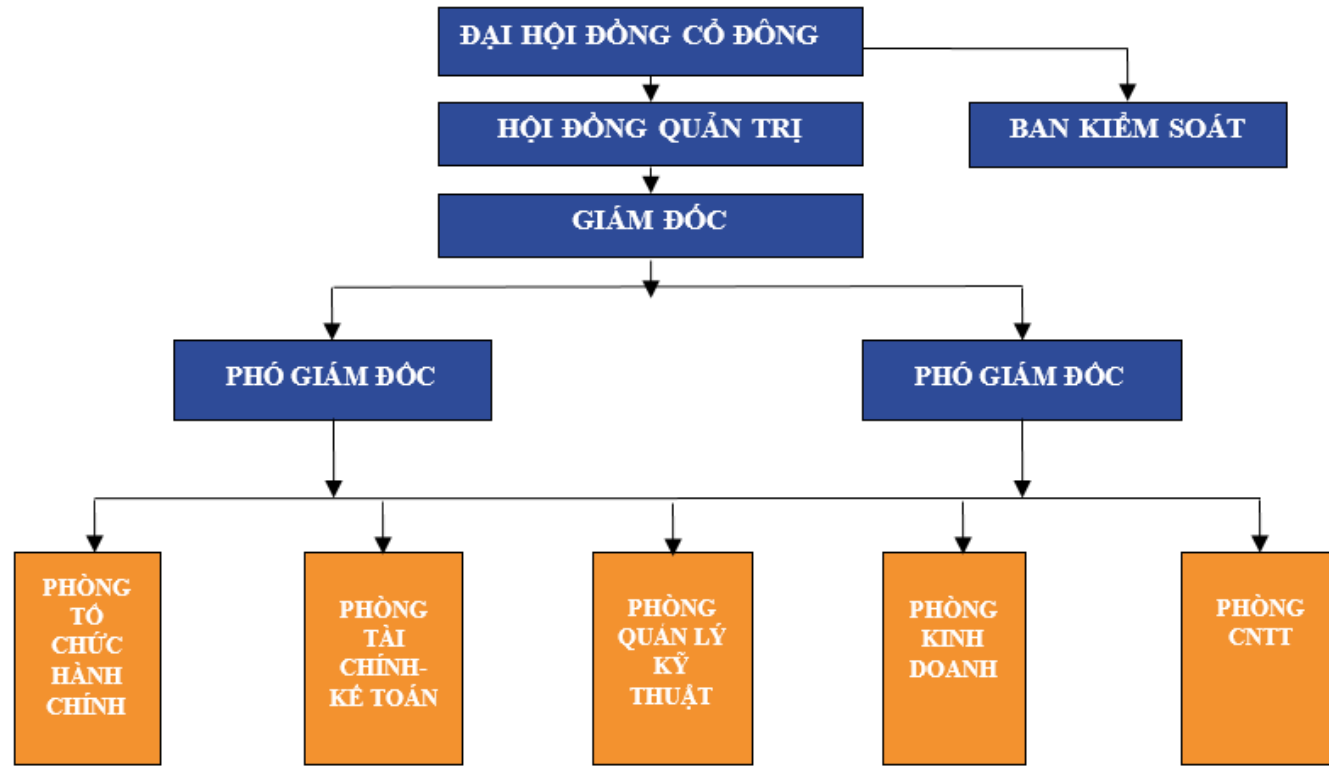 ĐẠI HỘI ĐỒNG CỔ ĐÔNG
HỘI ĐỒNG QUẢN TRỊ
BAN KIỂM SOÁT
GIÁM ĐỐC
PHÓ GIÁM ĐỐC
PHÓ GIÁM ĐỐC
PHÒNG
TỔ
CHỨC
HÀNH
CHÍNH
PHÒNG
TÀI
CHÍNH-
KẾ TOÁN
PHÒNG
QUẢN LÝ
KỸ
THUẬT
PHÒNG
KINH
DOANH
PHÒNG
CNTT